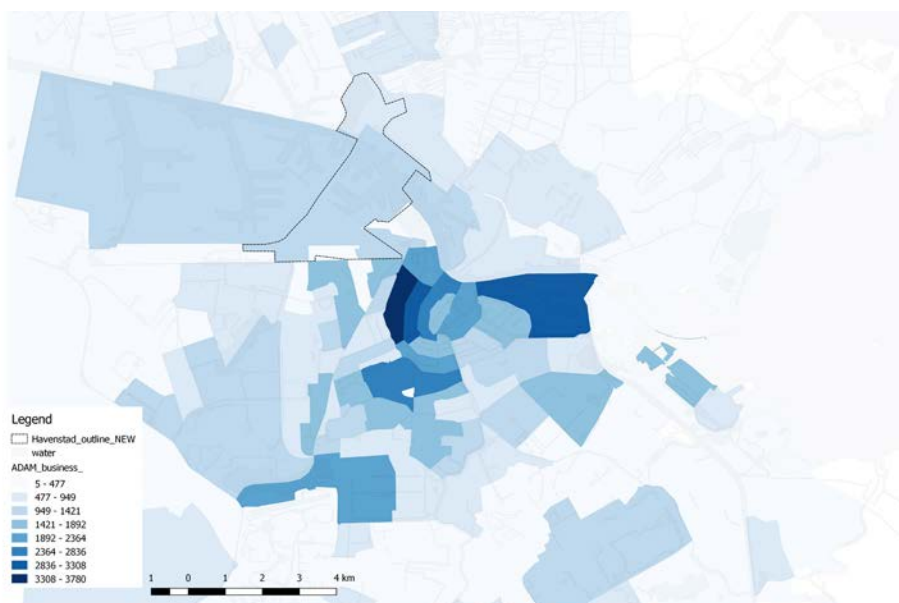 Legend
Havenstad_outline_NEW
water
ADAM_business_
5 - 477
477 - 949
949 - 1421
1421 - 1892
1892 - 2364
2364 - 2836
2836 - 3308
3308 - 3780
1 0 1 2 3 4 km